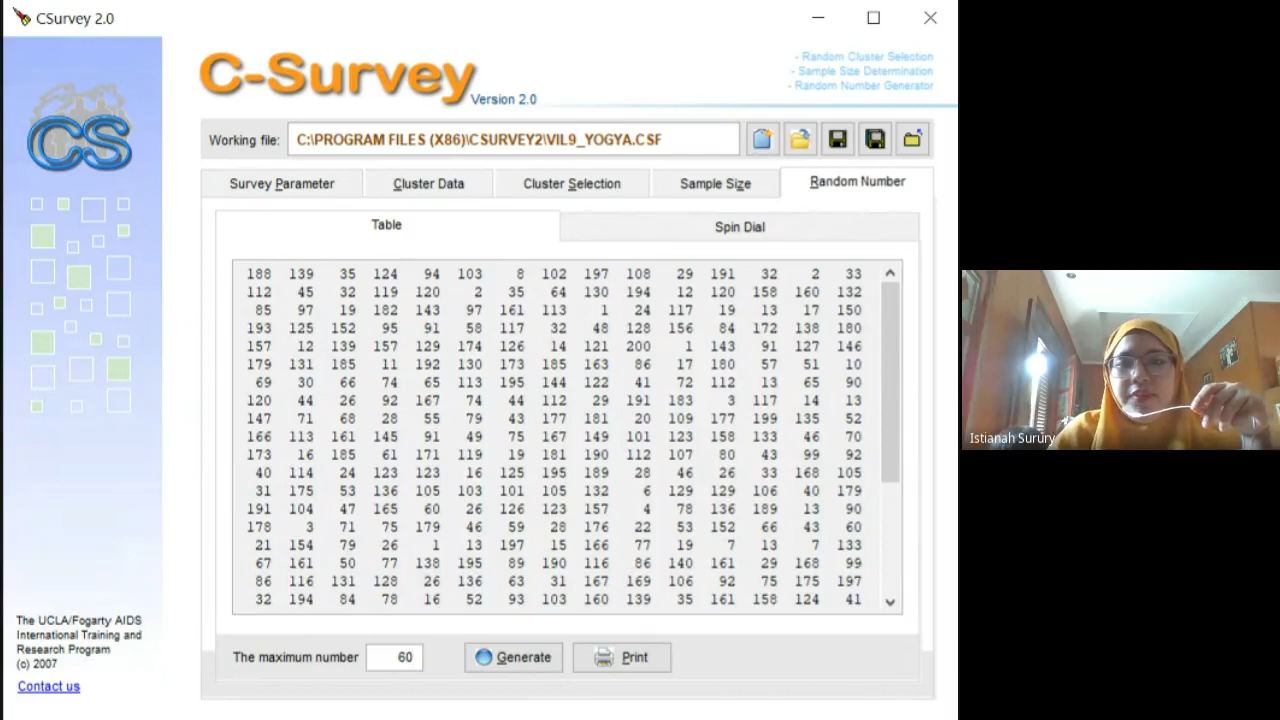 CSurvey 2.0
C-Survey
Version 2.0
- Random Cluster Selection
- Sample Size Determination
- Random Number Generator
CS
Working file: C:\PROGRAM FILES (X86)\CSURVEY2\VIL9_YOGYA.CSF
Survey Parameter Cluster Data Cluster Selection Sample Size Random Number
Table Spin Dial
188 139 35 124 94 103 8 102 197 108 29 191 32 2 33
112 45 32 119 120 2 35 64 130 194 12 120 158 160 132
85 97 19 182 143 97 161 113 1 24 117 19 13 17 150
193 125 152 95 91 58 117 32 48 128 156 84 172 138 180
157 12 139 157 129 174 126 14 121 200 1 143 91 127 146
179 131 185 11 192 130 173 185 163 86 17 180 57 51 10
69 30 66 74 65 113 195 144 122 41 72 112 13 65 90
120 44 26 92 167 74 44 112 29 191 183 3 117 14 13
147 71 68 28 55 79 43 177 181 20 109 177 199 135 52
166 113 161 145 91 49 75 167 149 101 123 158 133 46 70
173 16 185 61 171 119 19 181 190 112 107 80 43 99 92
40 114 24 123 123 16 125 195 189 28 46 26 33 168 105
31 175 53 136 105 103 101 105 132 6 129 129 106 40 179
191 104 47 165 60 26 126 123 157 4 78 136 189 13 90
178 3 71 75 179 46 59 28 176 22 53 152 66 43 60
21 154 79 26 1 13 197 15 166 77 19 7 13 7 133
67 161 50 77 138 195 89 190 116 86 140 161 29 168 99
86 116 131 128 26 136 63 31 167 169 106 92 75 175 197
32 194 84 78 16 52 93 103 160 139 35 161 158 124 41
The maximum number 60 Generate Print
The UCLA/Fogarty AIDS
International Training and
Research Program
(c) 2007
Contact us
Istianah Surury